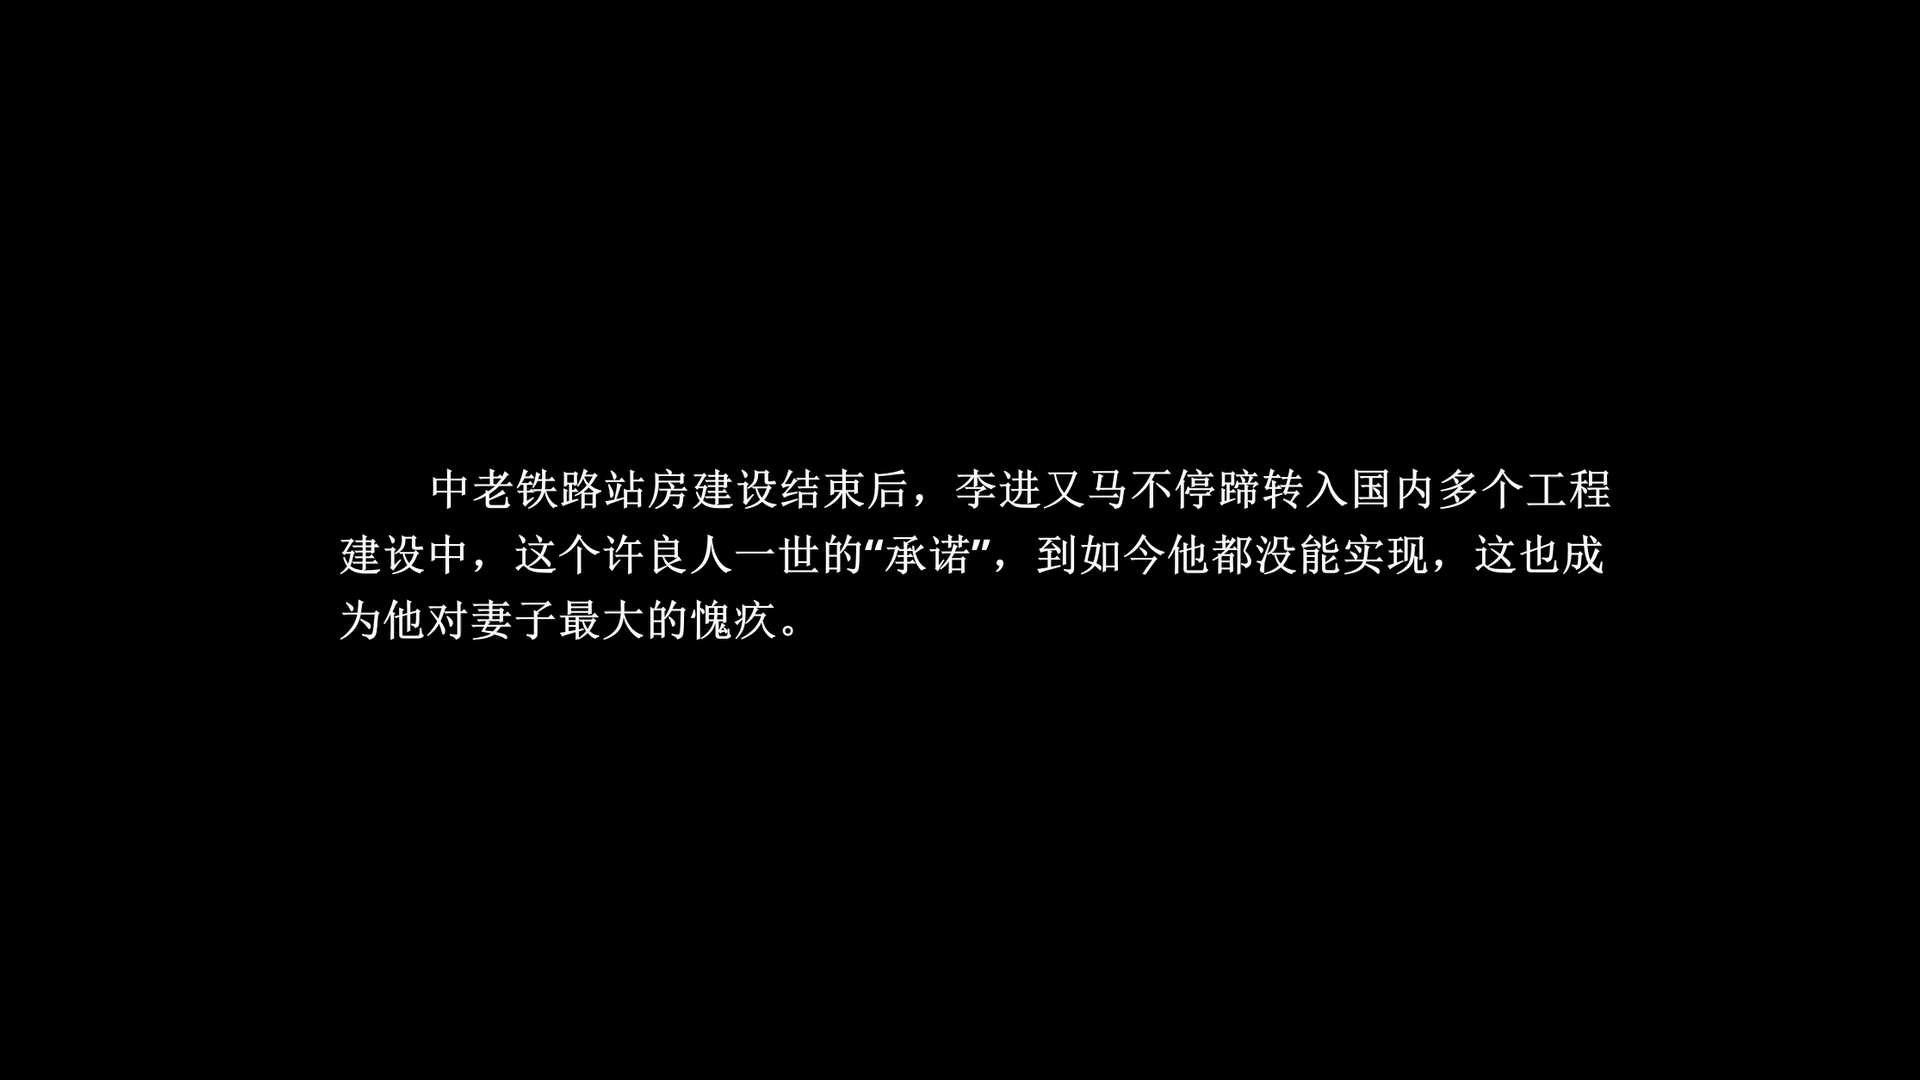 中老铁路站房建设结束后，李进又马不停蹄转入国内多个工程
建设中，这个许良人一世的“承诺”，到如今他都没能实现，这也成
为他对妻子最大的愧疚。